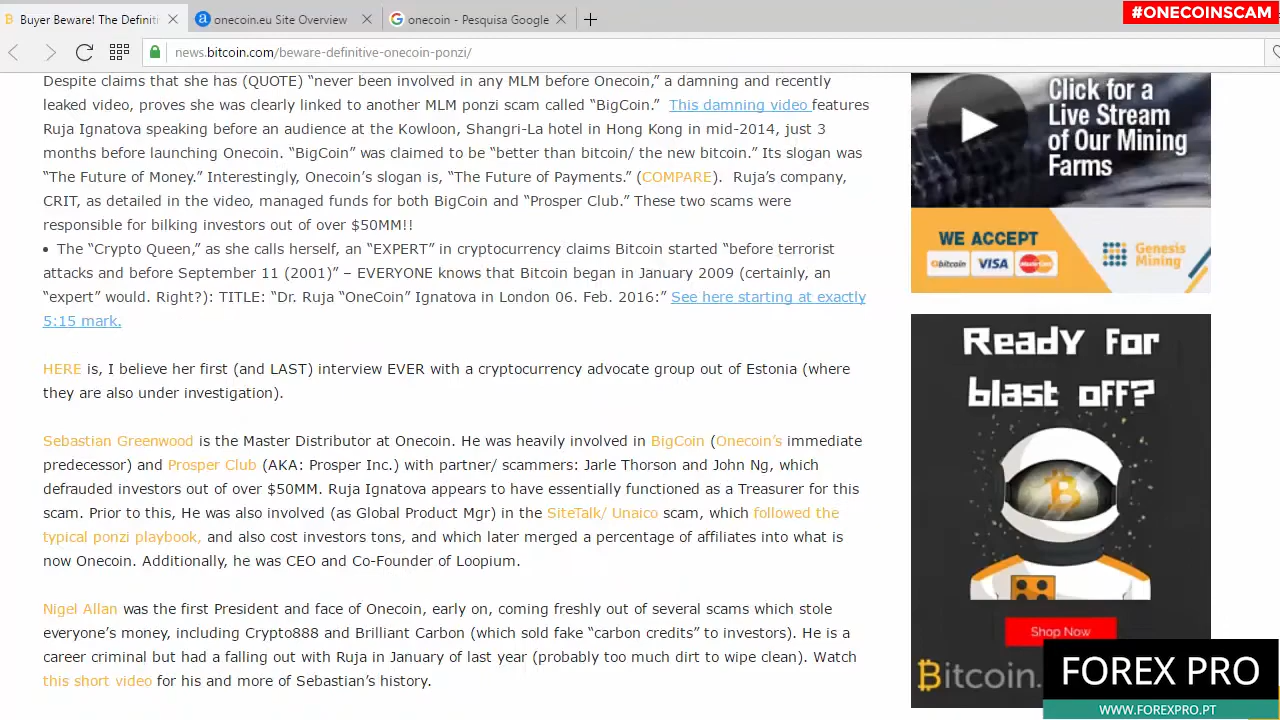 Buyer Beware! The Definiti
onecoin.eu Site Overview
onecoin - Pesquisa Google
#ONECOINSCAM
news.bitcoin.com/beware-definitive-onecoin-ponzi/
Despite claims that she has (QUOTE) “never been involved in any MLM before Onecoin,” a damning and recently
leaked video, proves she was clearly linked to another MLM ponzi scam called “BigCoin.” This damning video features
Ruja Ignatova speaking before an audience at the Kowloon, Shangri-La hotel in Hong Kong in mid-2014, just 3
months before launching Onecoin. “BigCoin” was claimed to be “better than bitcoin/ the new bitcoin.” Its slogan was
“The Future of Money.” Interestingly, Onecoin’s slogan is, “The Future of Payments.” (COMPARE). Ruja’s company,
CRIT, as detailed in the video, managed funds for both BigCoin and “Prosper Club.” These two scams were
responsible for bilking investors out of over $50MM!!
• The “Crypto Queen,” as she calls herself, an “EXPERT” in cryptocurrency claims Bitcoin started “before terrorist
attacks and before September 11 (2001)” – EVERYONE knows that Bitcoin begin in January 2009 (certainly, an
“expert” would. Right?): TITLE: “Dr. Ruja “OneCoin” Ignatova in London 06. Feb. 2016:” See here starting at exactly
5:15 mark.
HERE is, I believe her first (and LAST) interview EVER with a cryptocurrency advocate group out of Estonia (where
they are also under investigation).
Sebastian Greenwood is the Master Distributor at Onecoin. He was heavily involved in BigCoin (Onecoin’s immediate
predecessor) and Prosper Club (AKA: Prosper Inc.) with partner/ scammers: Jarle Thorson and John Ng, which
defrauded investors out of over $50MM. Ruja Ignatova appears to have essentially functioned as a Treasurer for this
scam. Prior to this, He was also involved (as Global Product Mgr) in the SiteTalk/ Unaico scam, which followed the
typical ponzi playbook, and also cost investors tons, and which later merged a percentage of affiliates into what is
now Onecoin. Additionally, he was CEO and Co-Founder of Loopium.
Nigel Allan was the first President and face of Onecoin, early on, coming freshly out of several scams which stole
everyone’s money, including Crypto888 and Brilliant Carbon (which sold fake “carbon credits” to investors). He is a
career criminal but had a falling out with Ruja in January of last year (probably too much dirt to wipe clean). Watch
this short video for his and more of Sebastian’s history.
Click for a
Live Stream
of Our Mining
Farms
WE ACCEPT
bitcoin
VISA
MasterCard
Genesis
Mining
Ready for
blast off?
Shop Now
Bitcoin.
FOREX PRO
WWW.FOREXPRO.PT